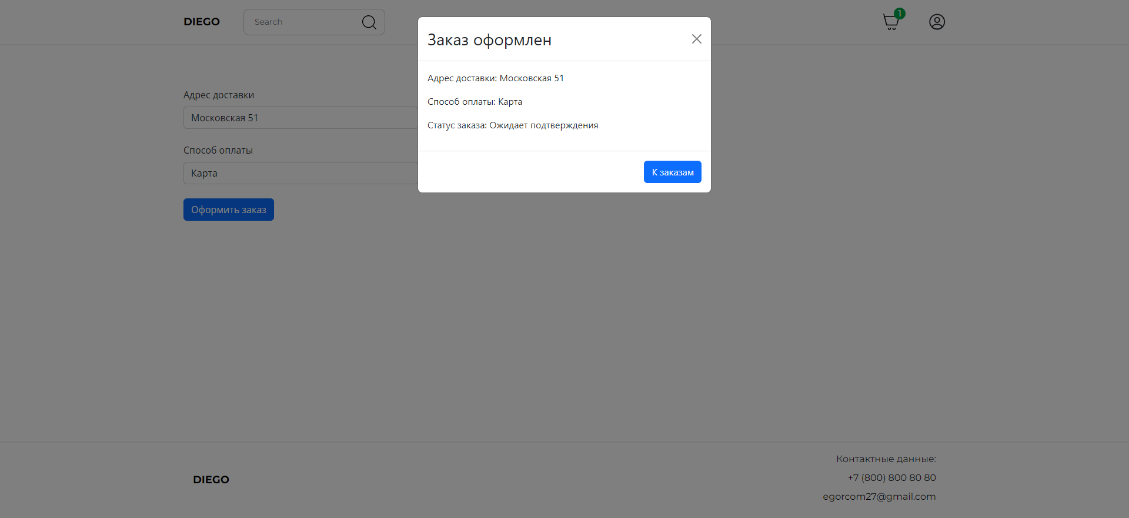 DIEGO
Search
1
Заказ оформлен
Адрес доставки: Московская 51
Способ оплаты: Карта
Статус заказа: Ожидает подтверждения
К заказам
Адрес доставки
Московская 51
Способ оплаты
Карта
Оформить заказ
DIEGO
Контактные данные:
+7 (800) 800 80 80
egorcom27@gmail.com